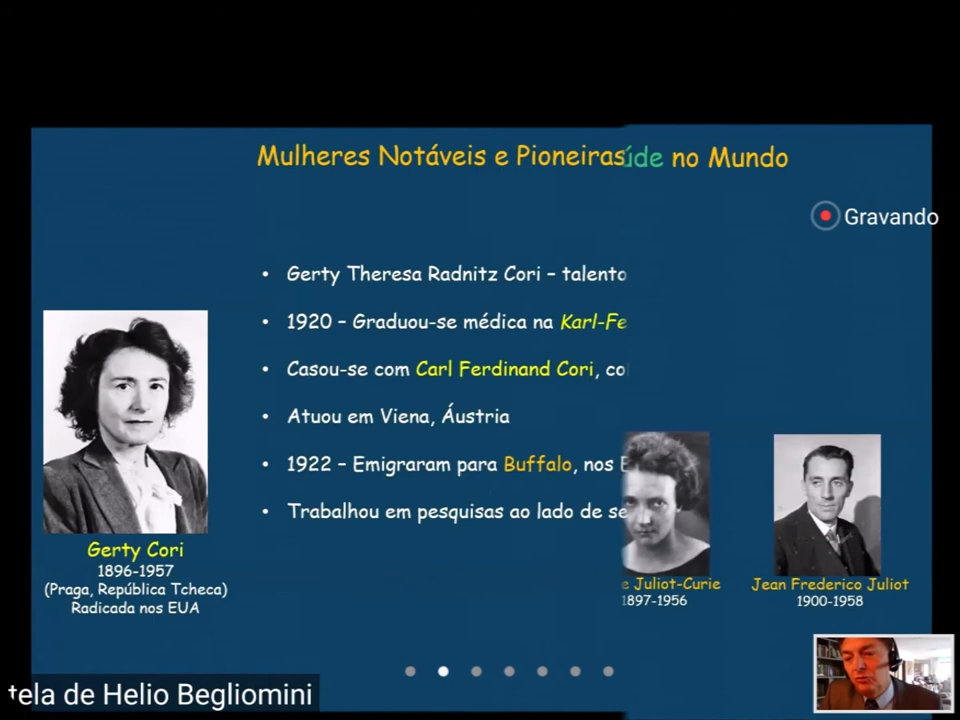 Mulheres Notáveis e Pioneiras
úde no Mundo
Gravando
• Gerty Theresa Radnitz Cori – talento
• 1920 – Graduou-se médica na Karl-Fe
• Casou-se com Carl Ferdinand Cori, co
• Atuou em Viena, Áustria
• 1922 – Emigraram para Buffalo, nos E
• Trabalhou em pesquisas ao lado de se
Gerty Cori
1896-1957
(Praga, República Tcheca)
Radicada nos EUA
e Juliot-Curie
1897-1956
Jean Frederico Juliot
1900-1958
tela de Helio Begliomini